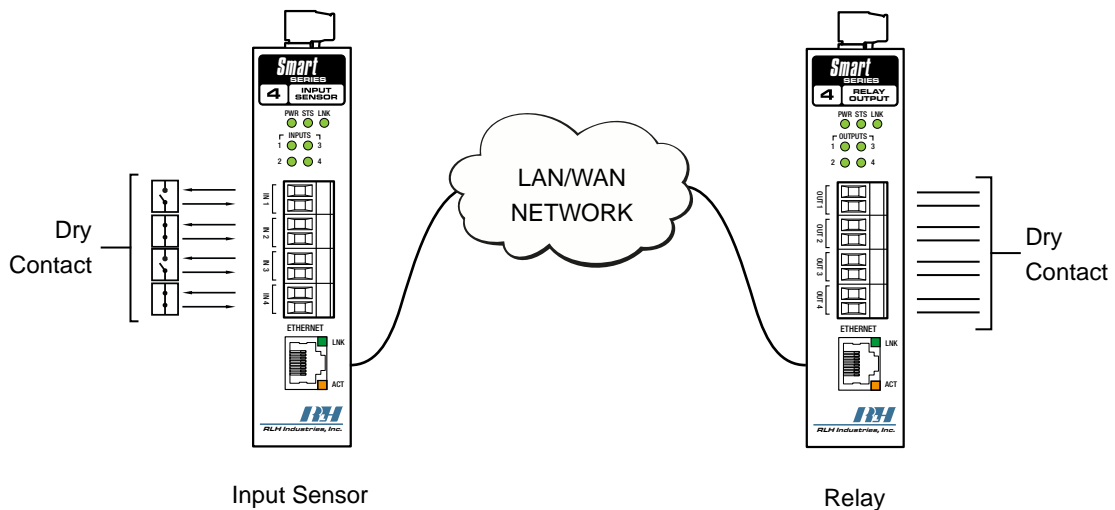 Smart
SERIES
4 INPUT
SENSOR
PWR STS LNK
INPUTS
1 3
2 4
IN 1
IN 2
IN 3
IN 4
ETHERNET
LNK
ACT
RLH
RLH Industries, Inc.
Dry
Contact
Input Sensor
LAN/WAN
NETWORK
Smart
SERIES
4 RELAY
OUTPUT
PWR STS LNK
OUTPUTS
1 3
2 4
OUT 1
OUT 2
OUT 3
OUT 4
ETHERNET
LNK
ACT
RLH
RLH Industries, Inc.
Dry
Contact
Relay